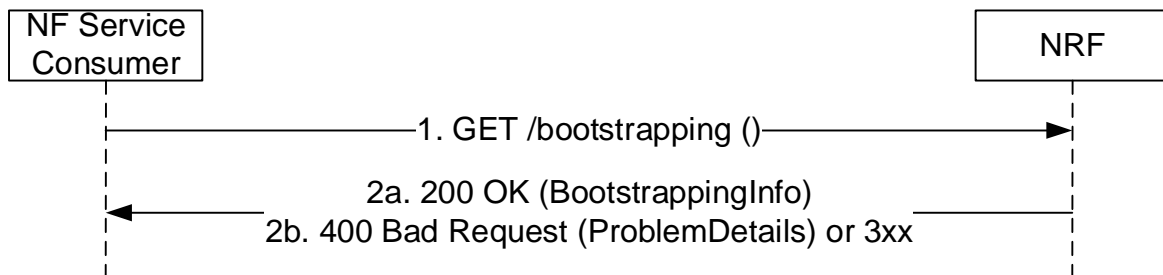 NF Service
Consumer
NRF
1. GET /bootstrapping ()
2a. 200 OK (BootstrappingInfo)
2b. 400 Bad Request (ProblemDetails) or 3xx